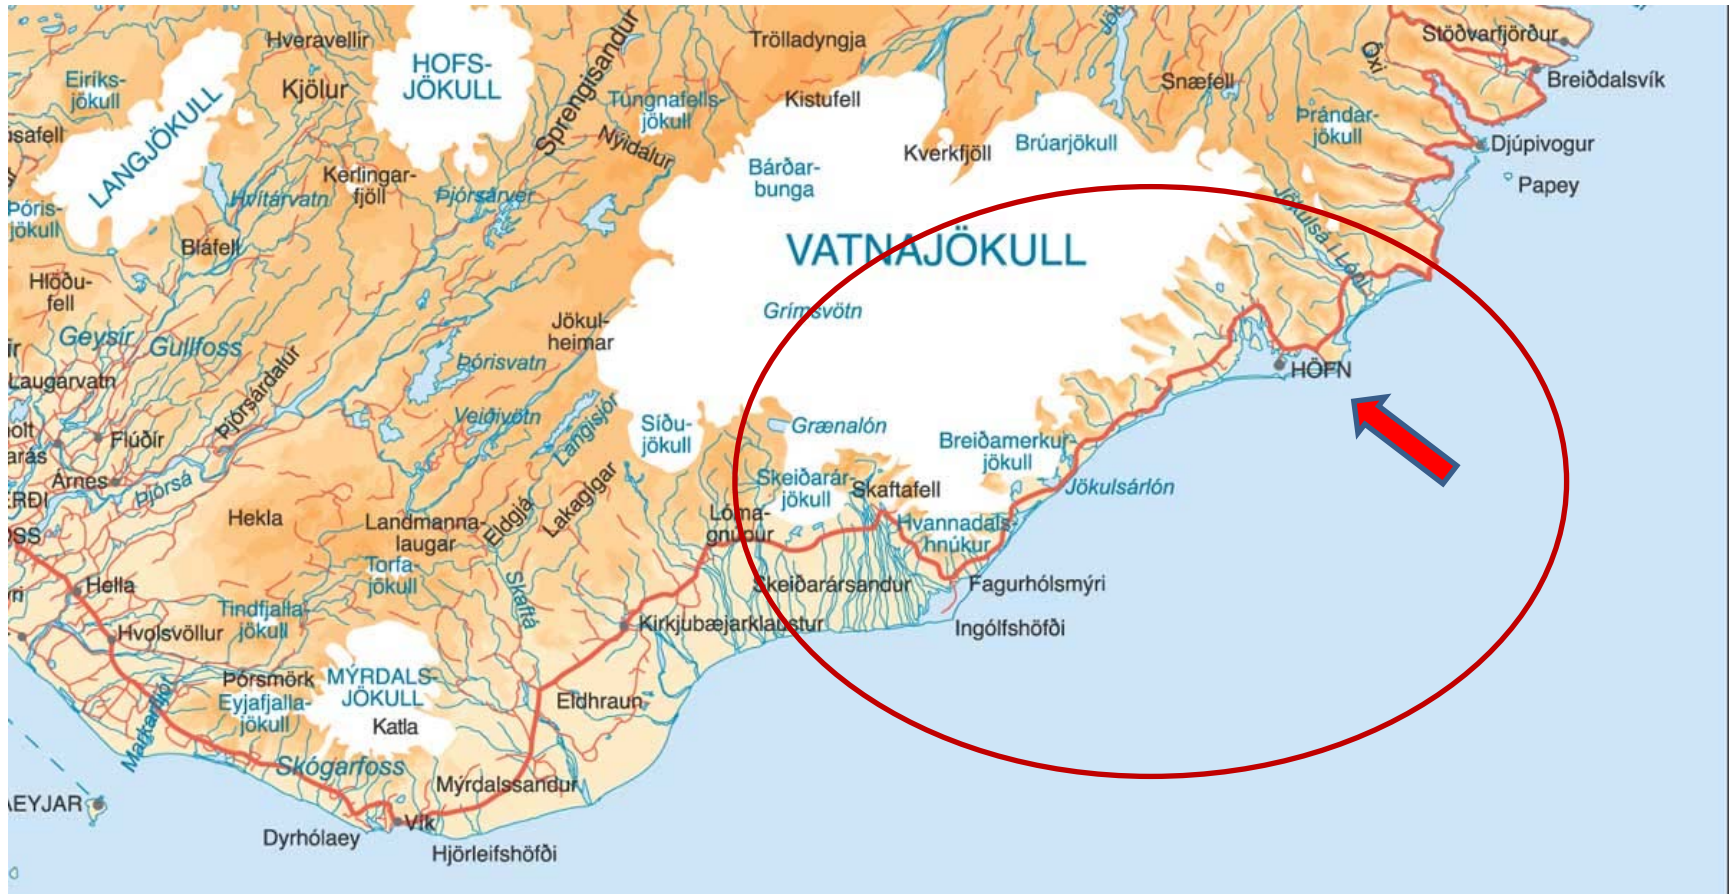 Hveravellir
HOFS-
JÖKULL
Trölladyngja
Stöðvarfjörður
Öxi
Eiríks-
jökull
Kjölur
Sprengisandur
Tungnafells-
jökull
Kistufell
Snæfell
Breiðdalsvík
LANGJÖKULL
Nýidalur
Kverkfjöll
Brúarjökull
Þrándar-
jökull
Djúpivogur
Kerlingar-
fjöll
Bárðar-
bunga
Papey
Hvítárvatn
Þjórsárver
Þóris-
jökull
Bláfell
VATNAJÖKULL
Jökulsá í Lóni
Hlöðu-
fell
Grímsvötn
Geysir
Gullfoss
Jökul-
heimar
Þórisvatn
HÖFN
Laugarvatn
Þjórsárdalur
Veiðivötn
Langisjór
Síðu-
jökull
Grænalón
Breiðamerkur-
jökull
Flúðir
Árnes
Þjórsá
Skeiðarár-
jökull
Skaftafell
Jökulsárlón
Hekla
Landmanna-
laugar
Eldgjá
Lakagígar
Lóma-
gnúpur
Hvannadals-
hnúkur
Torfa-
jökull
Hella
Skaftá
Skeiðarársandur
Fagurhólsmýri
Tindfjalla-
jökull
Hvolsvöllur
Kirkjubæjarklaustur
Ingólfshöfði
Þórsmörk
MÝRDALS-
JÖKULL
Eyjafjalla-
jökull
Katla
Eldhraun
Markarfljót
Skógarfoss
Mýrdalssandur
AEYJAR
Vík
Dyrhólaey
Hjörleifshöfði